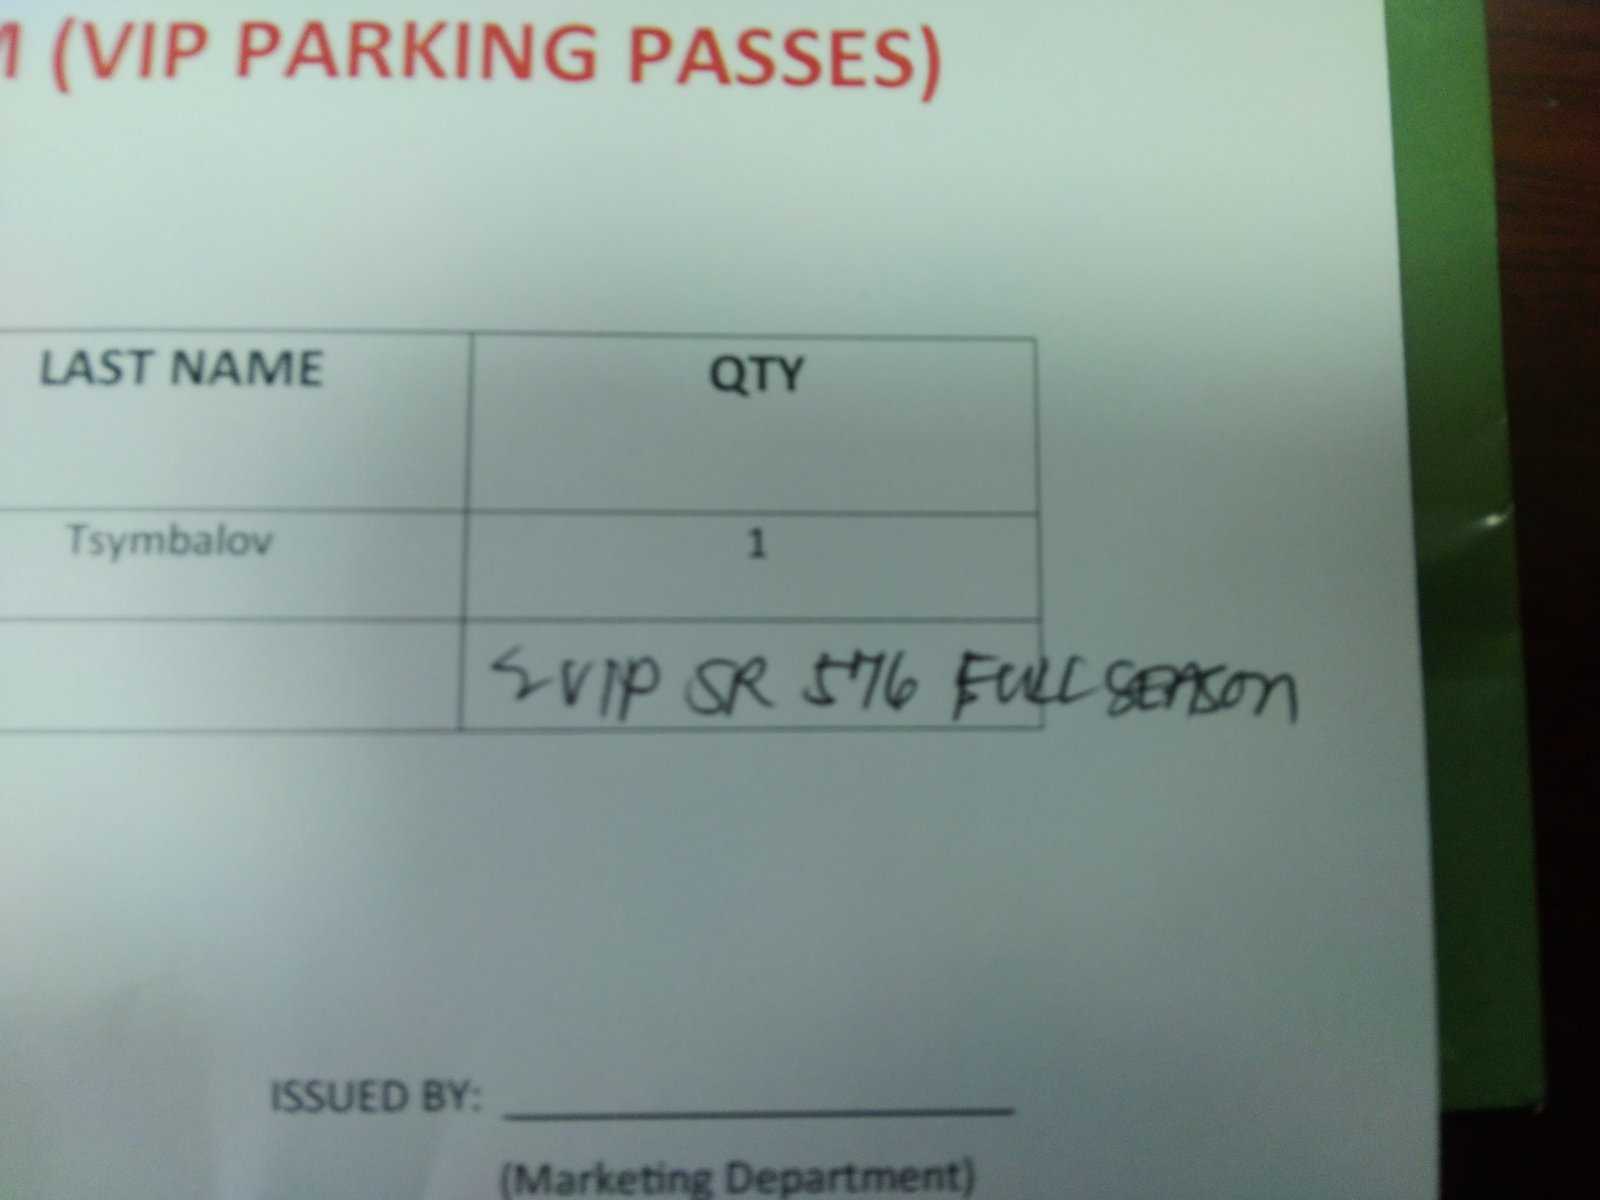 M (VIP PARKING PASSES)
LAST NAME QTY
Tsymbalov 1
VIP SR 576 FULL SEASON
ISSUED BY:
(Marketing Department)